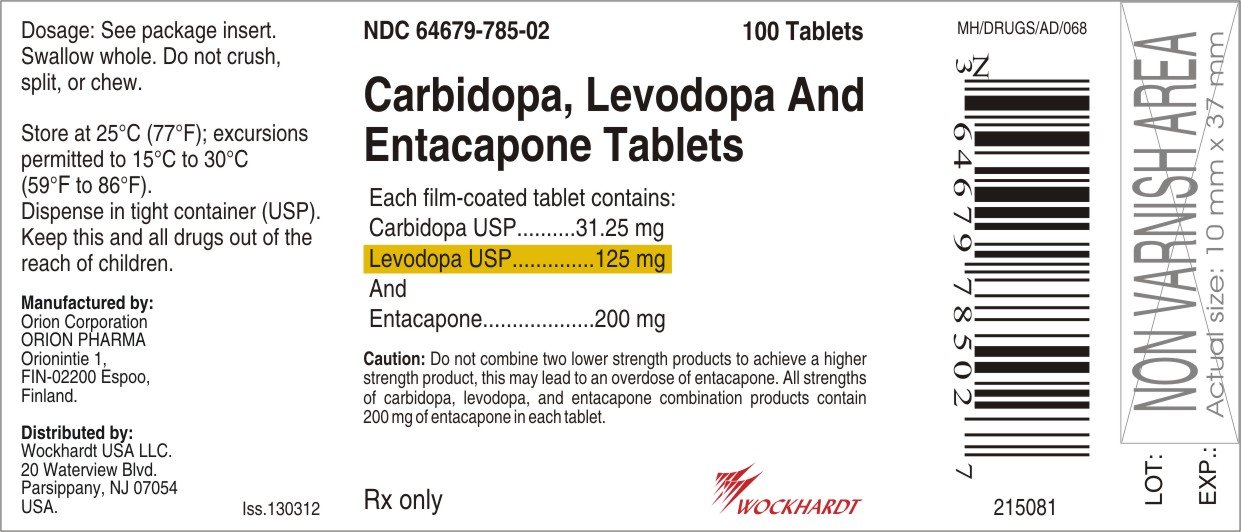 Dosage: See package insert.
Swallow whole. Do not crush,
split, or chew.
Store at 25°C (77°F); excursions
permitted to 15°C to 30°C
(59°F to 86°F).
Dispense in tight container (USP).
Keep this and all drugs out of the
reach of children.
Manufactured by:
Orion Corporation
ORION PHARMA
Orionintie 1,
FIN-02200 Espoo,
Finland.
Distributed by:
Wockhardt USA LLC.
20 Waterview Blvd.
Parsippany, NJ 07054
USA.
Iss.130312
NDC 64679-785-02
100 Tablets
Carbidopa, Levodopa And
Entacapone Tablets
Each film-coated tablet contains:
Carbidopa USP..........31.25 mg
Levodopa USP..............125 mg
And
Entacapone...................200 mg
Caution: Do not combine two lower strength products to achieve a higher
strength product, this may lead to an overdose of entacapone. All strengths
of carbidopa, levodopa, and entacapone combination products contain
200 mg of entacapone in each tablet.
Rx only
WOCKHARDT
MH/DRUGS/AD/068
N
3 64679 78502 7
215081
NON VARNISH AREA
Actual size: 10 mm x 37 mm
LOT:
EXP.: